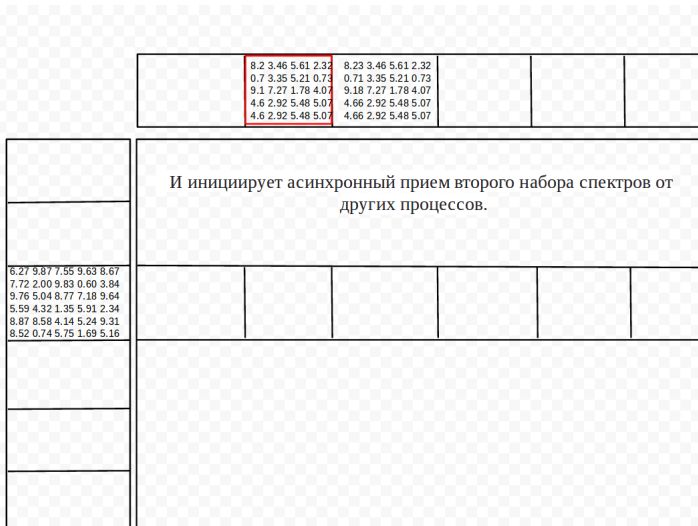 8.2 3.46 5.61 2.32 8.23 3.46 5.61 2.32
0.7 3.35 5.21 0.73 0.71 3.35 5.21 0.73
9.1 7.27 1.78 4.07 9.18 7.27 1.78 4.07
4.6 2.92 5.48 5.07 4.66 2.92 5.48 5.07
4.6 2.92 5.48 5.07 4.66 2.92 5.48 5.07
И инициирует асинхронный прием второго набора спектров от
других процессов.
6.27 9.87 7.55 9.63 8.67
7.72 2.00 9.83 0.60 3.84
9.76 5.04 8.77 7.18 9.64
5.59 4.32 1.35 5.91 2.34
8.87 8.58 4.14 5.24 9.31
8.52 0.74 5.75 1.69 5.16